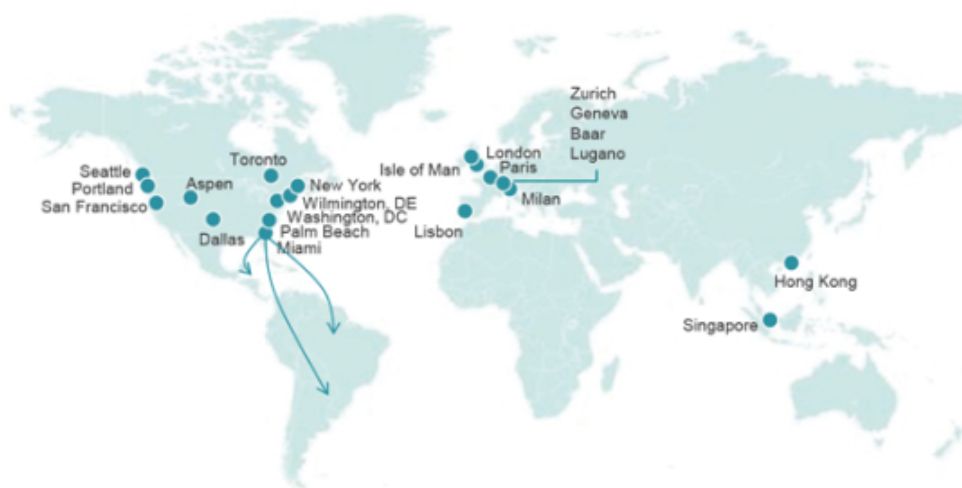 Zurich
Geneva
Baar
Lugano
London
Isle of Man
Paris
Milan
Lisbon
Seattle
Portland
San Francisco
Aspen
Toronto
New York
Wilmington, DE
Washington, DC
Dallas
Palm Beach
Miami
Hong Kong
Singapore